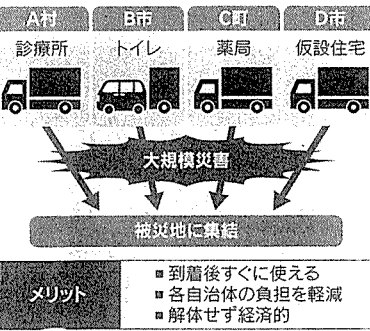 A村 B市 C町 D市
診療所 トイレ 薬局 仮設住宅
大規模災害
被災地に集結
メリット
■到着後すぐに使える
■各自治体の負担を軽減
■解体せず経済的